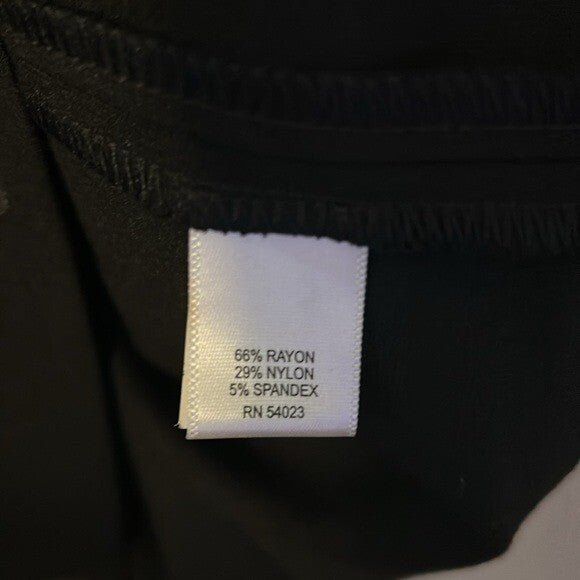 66% RAYON
29% NYLON
5% SPANDEX
RN 54023